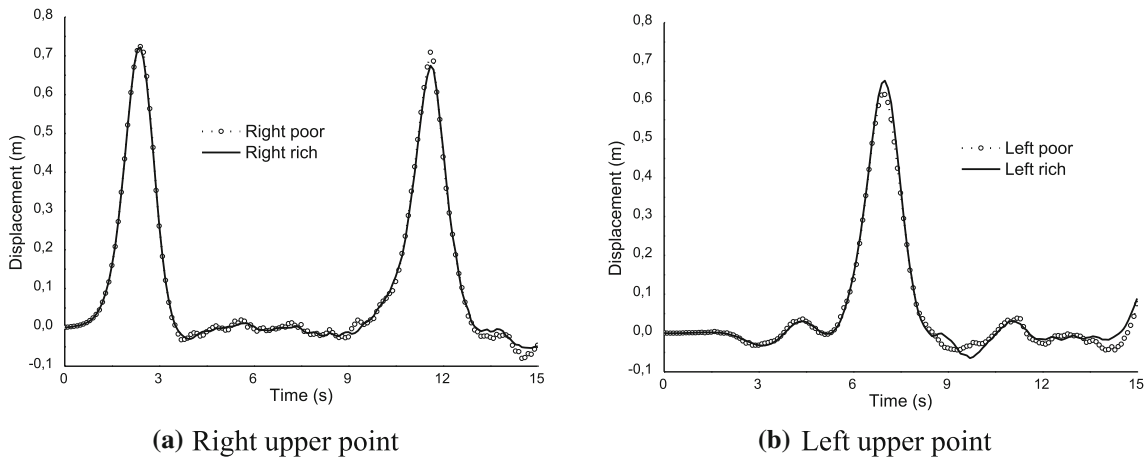 0,8
0,7
0,6
0,5
0,4
0,3
0,2
0,1
0,0
-0,1
Displacement (m)
Right poor
Right rich
0 3 6 9 12 15
Time (s)
(a) Right upper point
0,8
0,7
0,6
0,5
0,4
0,3
0,2
0,1
0,0
-0,1
Displacement (m)
Left poor
Left rich
0 3 6 9 12 15
Time (s)
(b) Left upper point